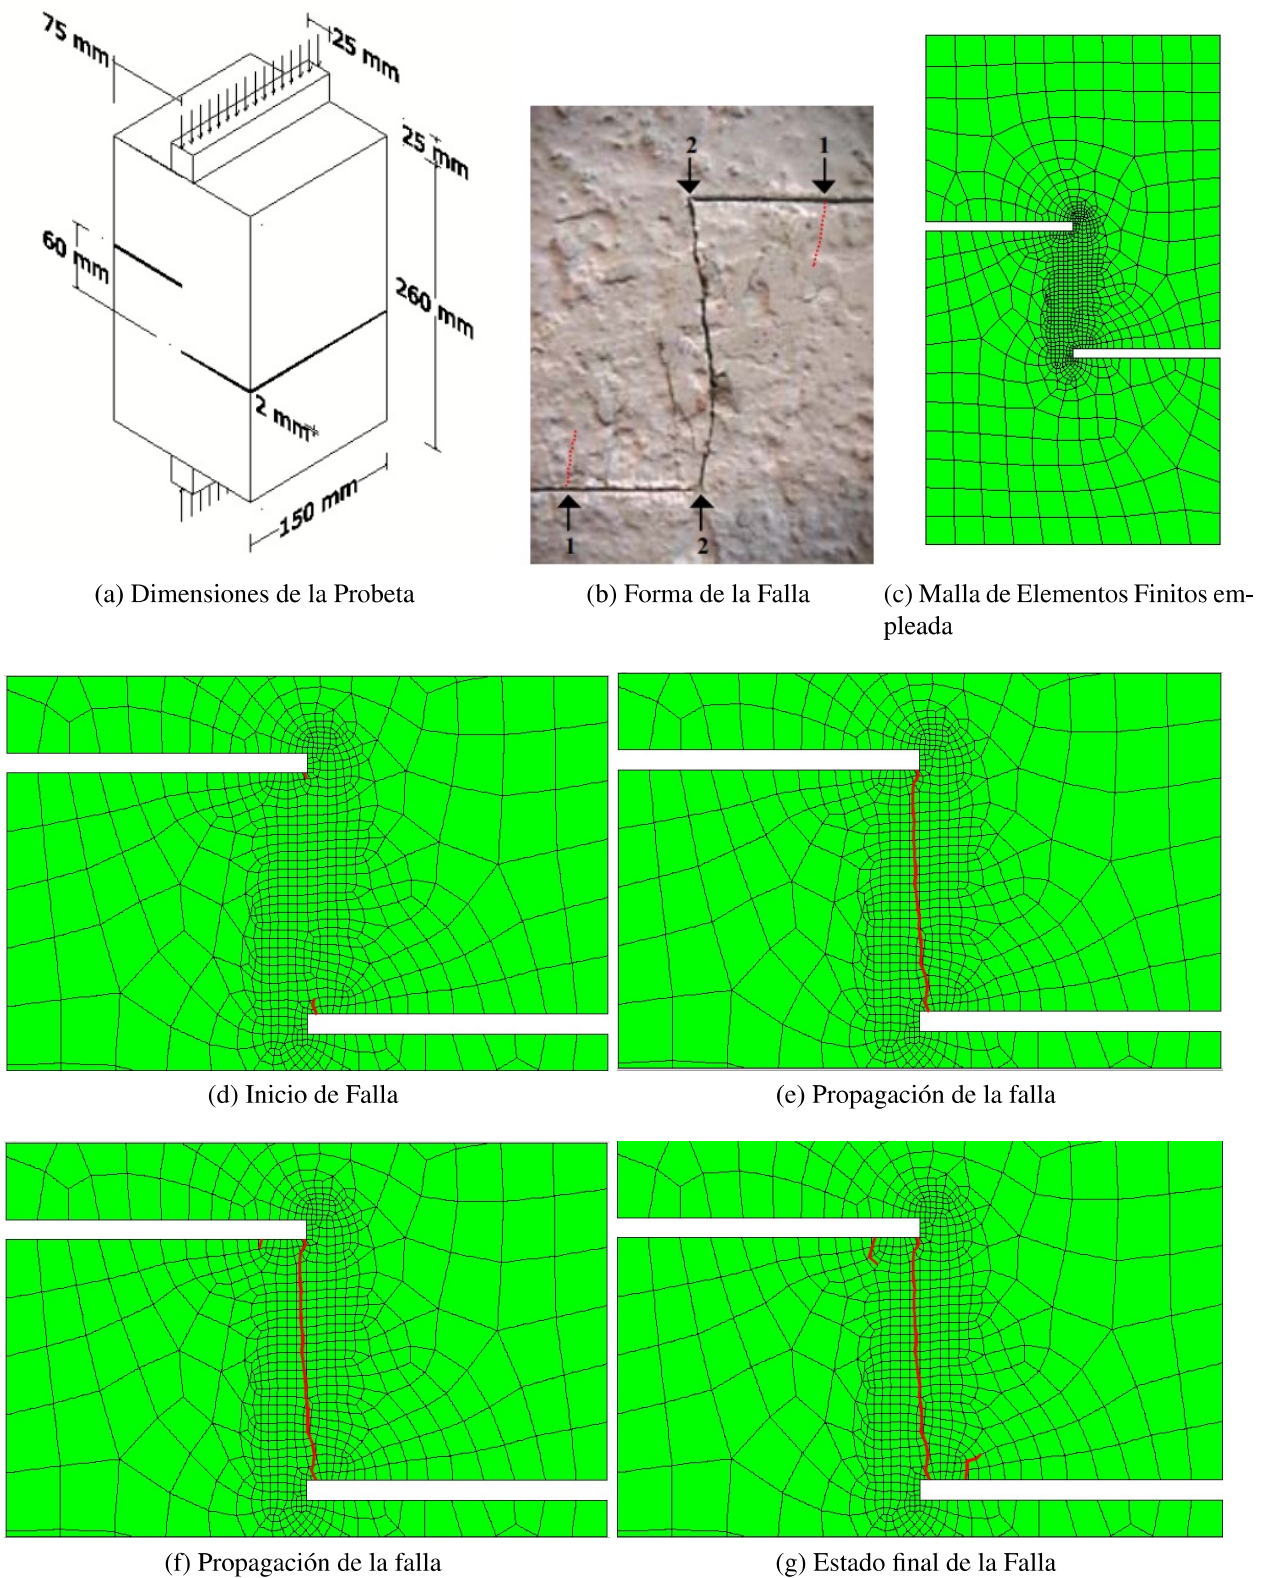 75 mm
25 mm
25 mm
60 mm
260 mm
2 mm
150 mm
2
1
1
2
(a) Dimensiones de la Probeta
(b) Forma de la Falla
(c) Malla de Elementos Finitos em-
pleada
(d) Inicio de Falla
(e) Propagación de la falla
(f) Propagación de la falla
(g) Estado final de la Falla